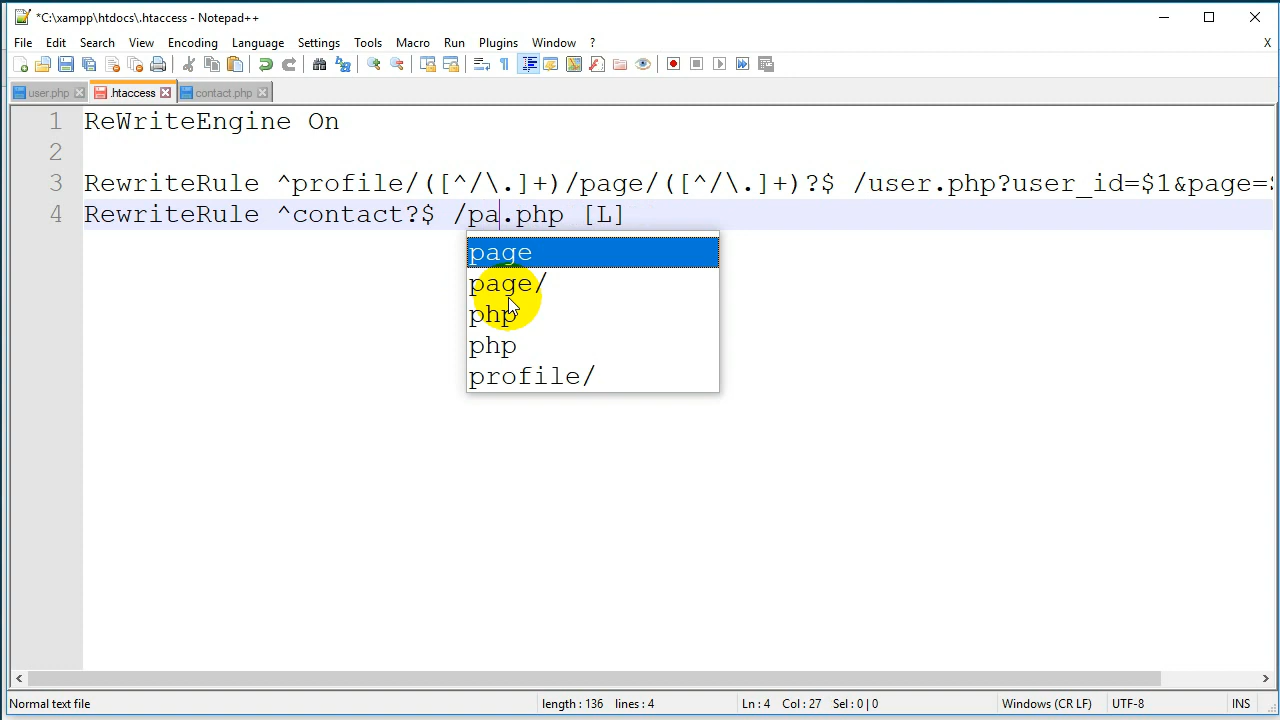 *C:\xampp\htdocs\.htaccess - Notepad++
File Edit Search View Encoding Language Settings Tools Macro Run Plugins Window ? X
user.php .htaccess contact.php
1 ReWriteEngine On
2
3 RewriteRule ^profile/([^/\.]+)/page/([^/\.]+)?$ /user.php?user_id=$1&page=$
4 RewriteRule ^contact?$ /pa.php [L]
page
page/
php
php
profile/
Normal text file length : 136 lines : 4 Ln : 4 Col : 27 Sel : 0 | 0 Windows (CR LF) UTF-8 INS